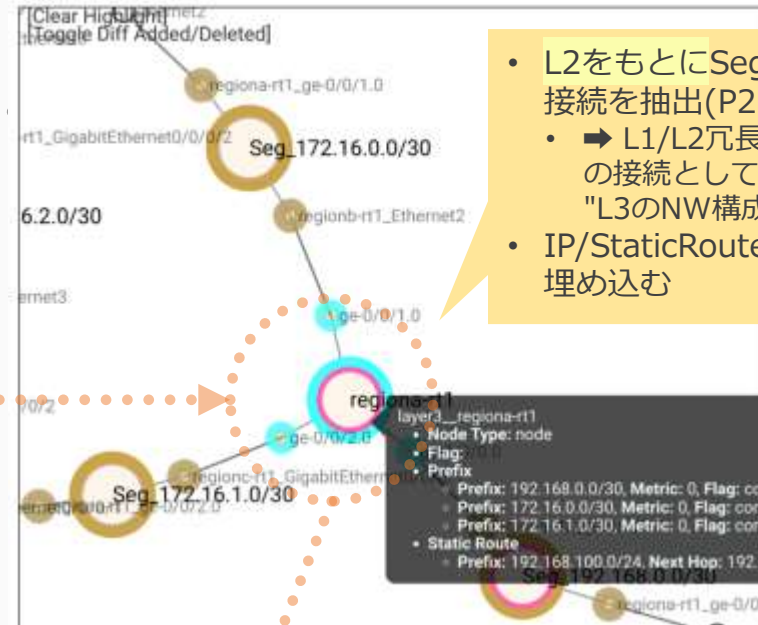 [Clear Highlight]
[Toggle Diff Added/Deleted]
regiona-rt1_ge-0/0/1.0
rt1_GigabitEthernet0/0/0/2
Seg_172.16.0.0/30
6.2.0/30
regionb-rt1_Ethernet2
ernet3
ge-0/0/1.0
0/0/2
regiona-rt1
ge-0/0/2.0
regionc-rt1_GigabitEthern
Seg_172.16.1.0/30
layer3__regiona-rt1
• Node Type: node
• Flag:
• Prefix
Prefix: 192.168.0.0/30, Metric: 0, Flag: co
Prefix: 172.16.0.0/30, Metric: 0, Flag: con
Prefix: 172.16.1.0/30, Metric: 0, Flag: con
• Static Route
Prefix: 192.168.100.0/24, Next Hop: 192.
Seg_192.168.0.0/30
regiona-rt1_ge-0/0
• L2をもとにSeg
接続を抽出(P2
• ➡ L1/L2冗長
の接続として
"L3のNW構成
• IP/StaticRoute
埋め込む